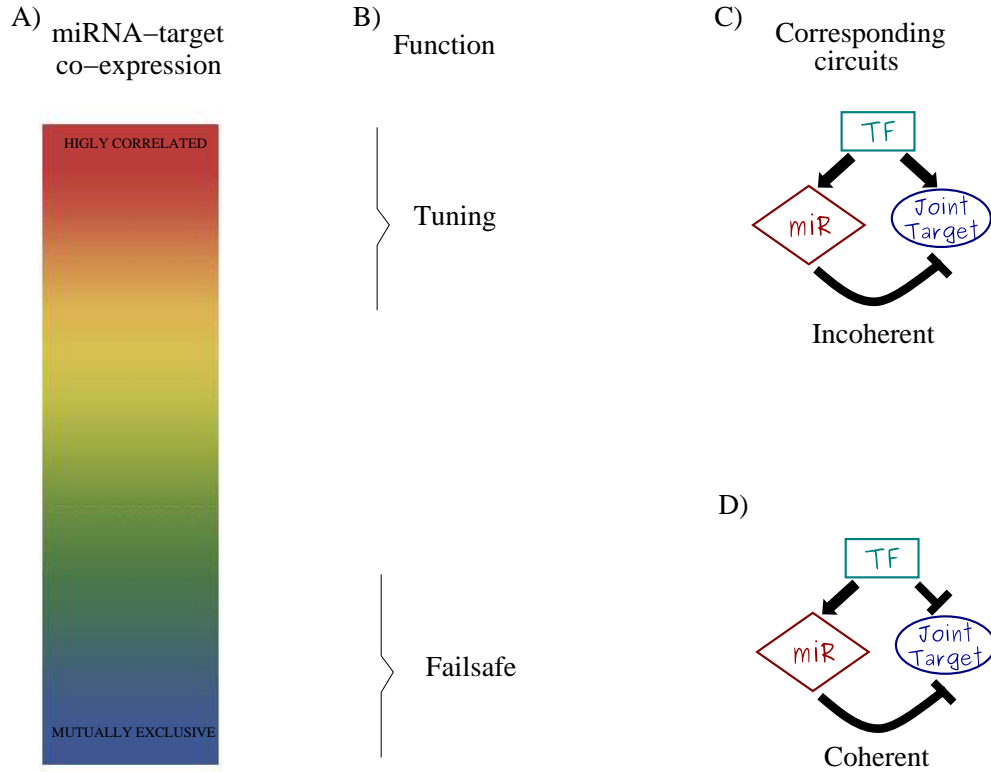 A)
miRNA−target
co−expression
HIGLY CORRELATED
MUTUALLY EXCLUSIVE
B)
Function
Tuning
Failsafe
C)
Corresponding
circuits
TF
miR
Joint
Target
Incoherent
D)
TF
miR
Joint
Target
Coherent